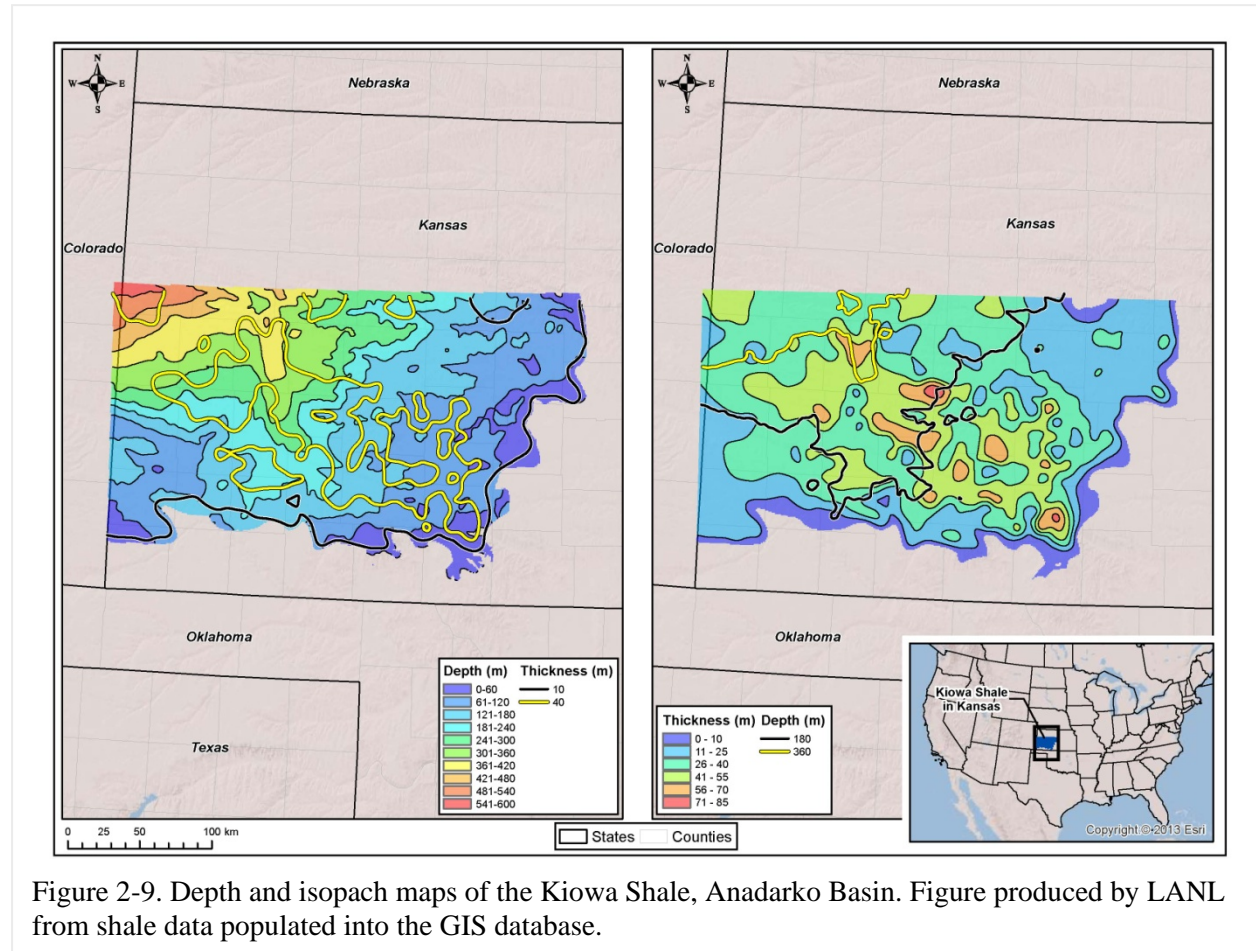 N
W E
S
Nebraska
Kansas
Colorado
Oklahoma
Texas
Depth (m) Thickness (m)
0-60 10
61-120 40
121-180
181-240
241-300
301-360
361-420
421-480
481-540
541-600
0 25 50 100 km
N
W E
S
Nebraska
Kansas
Colorado
Oklahoma
Thickness (m) Depth (m)
0 - 10 180
11 - 25 360
26 - 40
41 - 55
56 - 70
71 - 85
Kiowa Shale
in Kansas
Copyright:© 2013 Esri
States Counties
Figure 2-9. Depth and isopach maps of the Kiowa Shale, Anadarko Basin. Figure produced by LANL
from shale data populated into the GIS database.